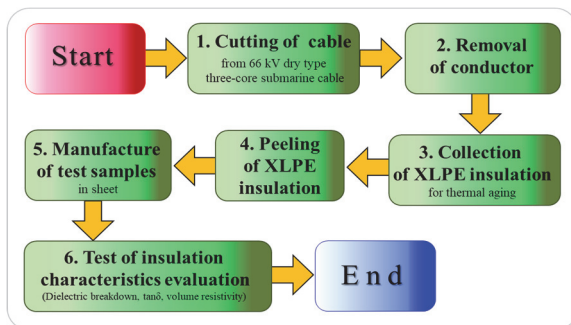 Start
1. Cutting of cable
from 66 kV dry type
three-core submarine cable
2. Removal
of conductor
3. Collection
of XLPE insulation
for thermal aging
4. Peeling
of XLPE
insulation
5. Manufacture
of test samples
in sheet
6. Test of insulation
characteristics evaluation
(Dielectric breakdown, tanδ, volume resistivity)
End